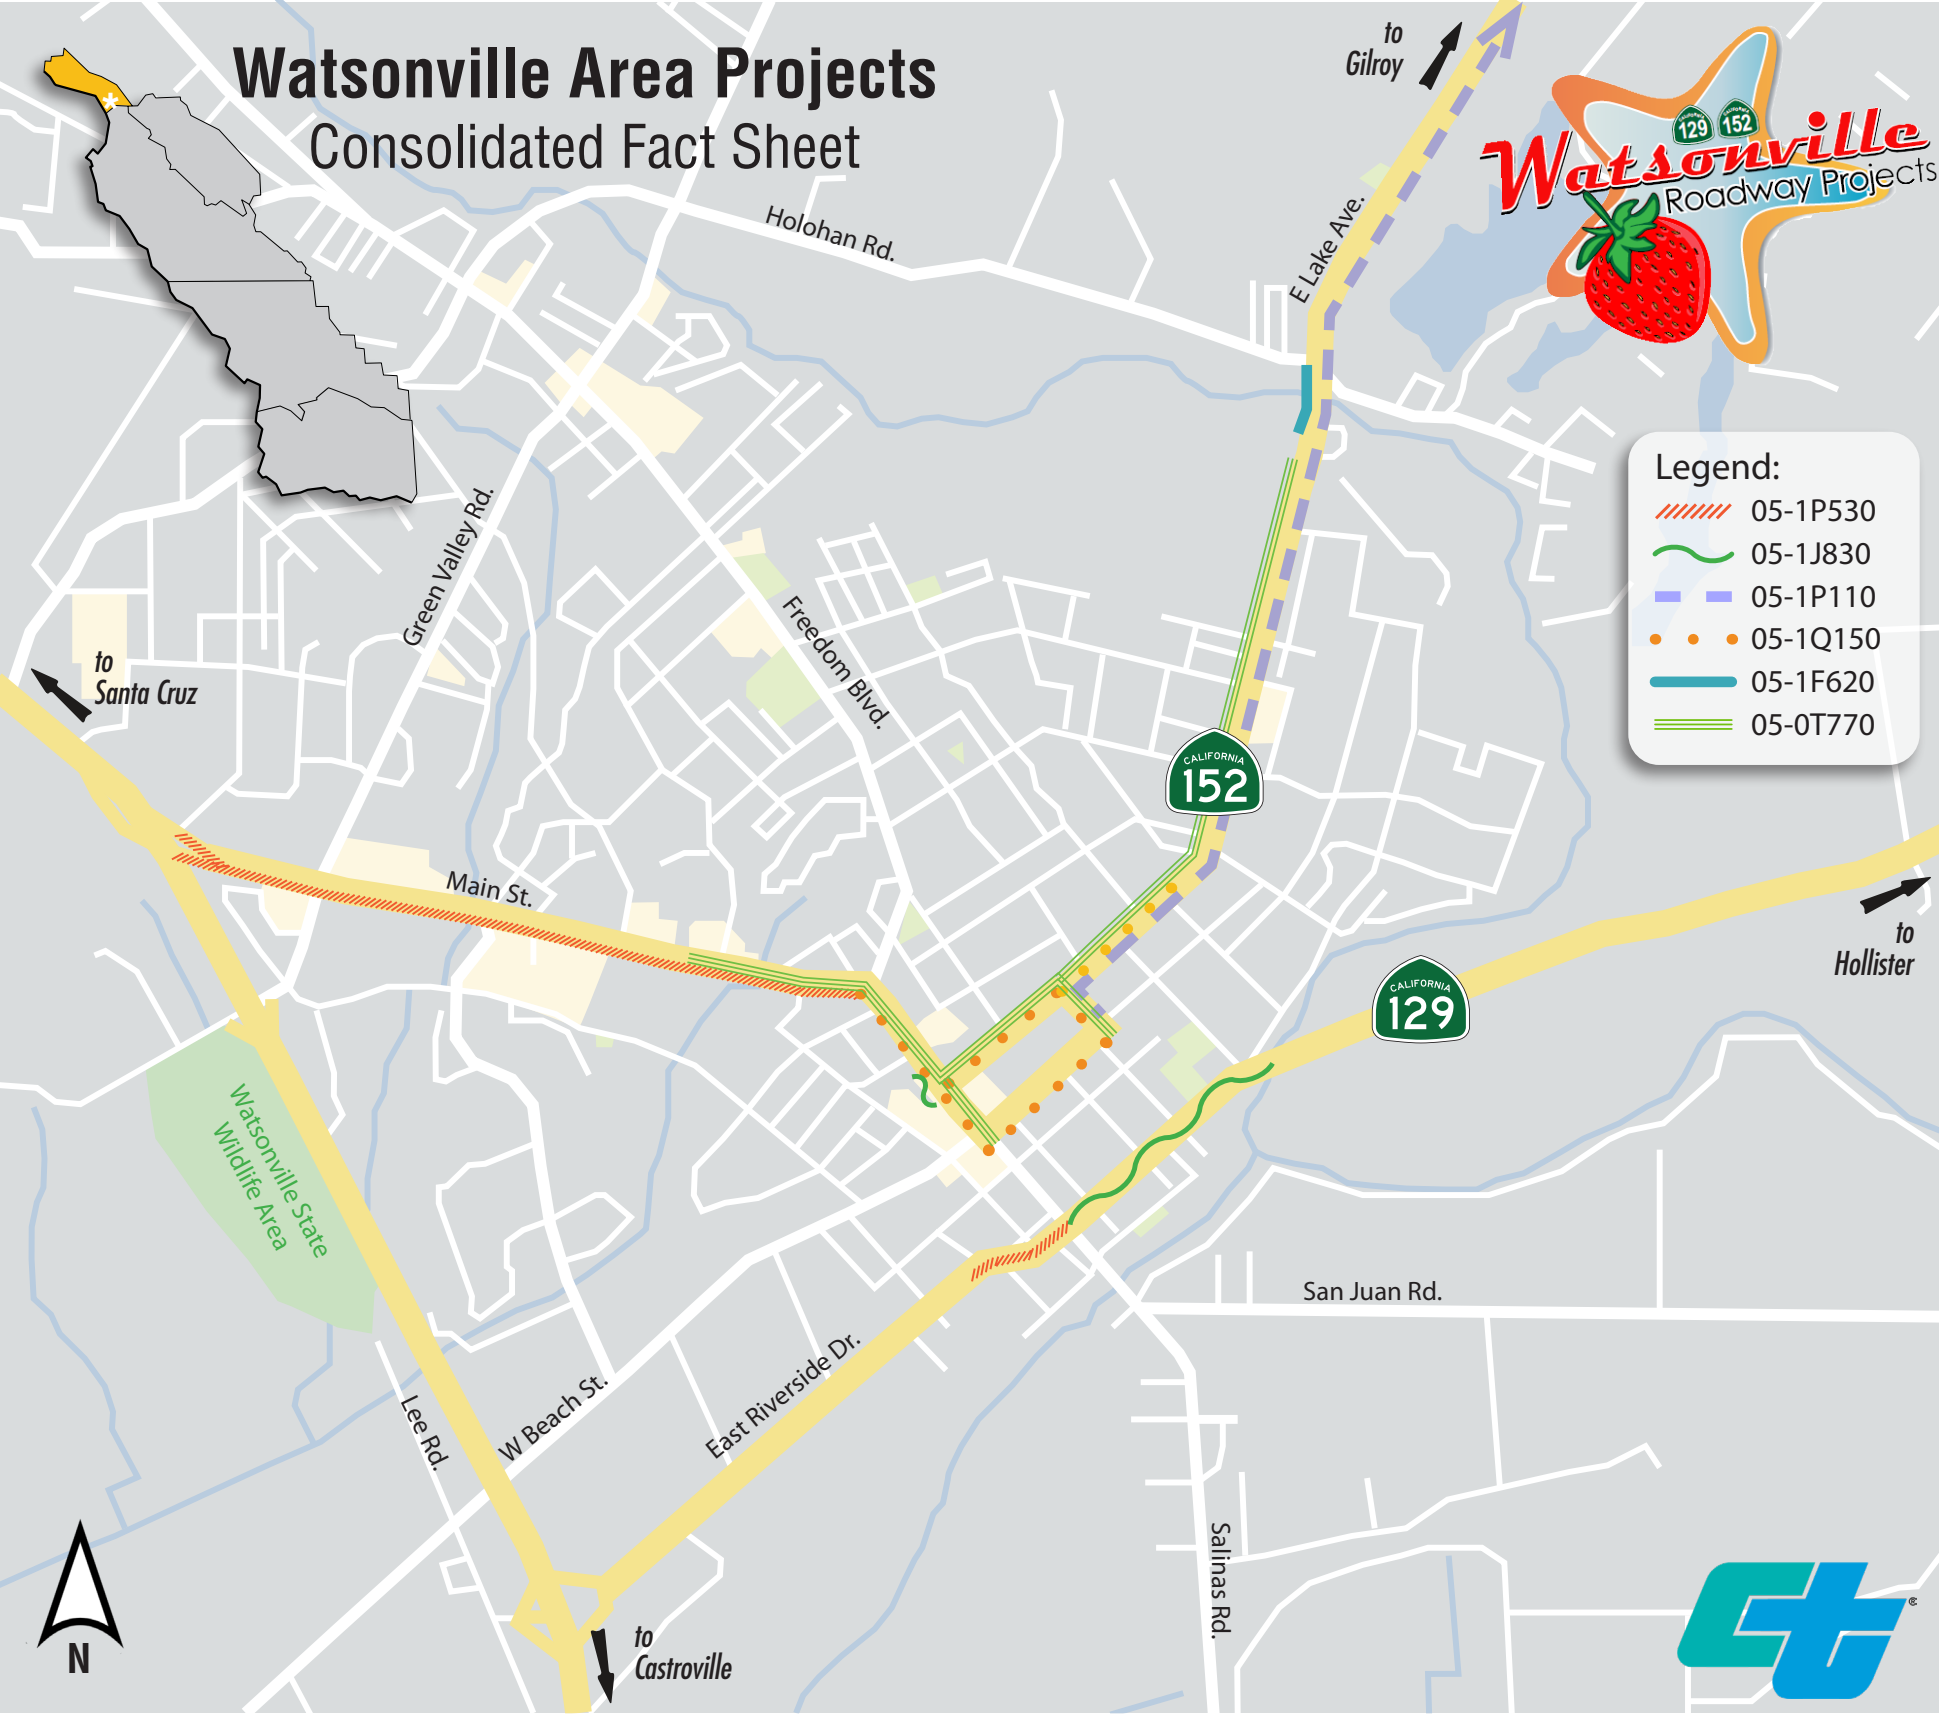 Watsonville Area Projects
Consolidated Fact Sheet
to
Gilroy
CALIFORNIA
129
CALIFORNIA
152
Watsonville
Roadway Projects
Holohan Rd.
E Lake Ave.
Legend:
05-1P530
05-1J830
05-1P110
05-1Q150
05-1F620
05-0T770
Green Valley Rd.
Freedom Blvd.
to
Santa Cruz
CALIFORNIA
152
Main St.
to
Hollister
CALIFORNIA
129
Watsonville State
Wildlife Area
San Juan Rd.
East Riverside Dr.
W Beach St.
Lee Rd.
Salinas Rd.
to
Castroville
N
ct
®